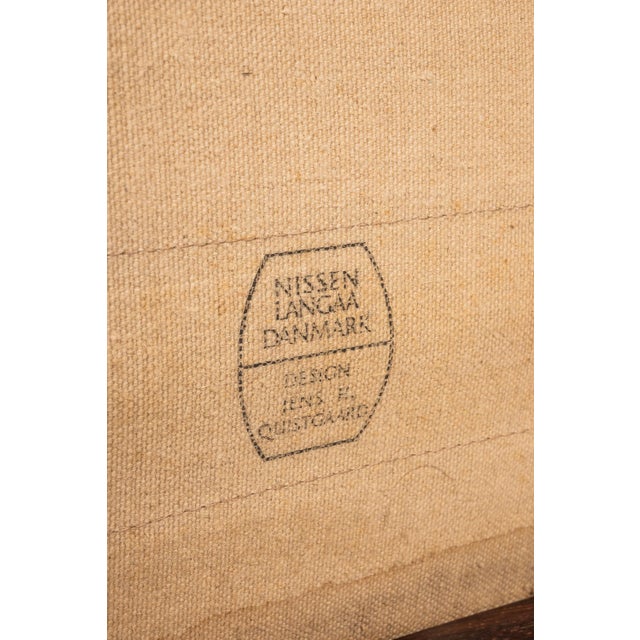 NISSEN
LANGAA
DANMARK
DESIGN
JENS H.
QUISTGAARD